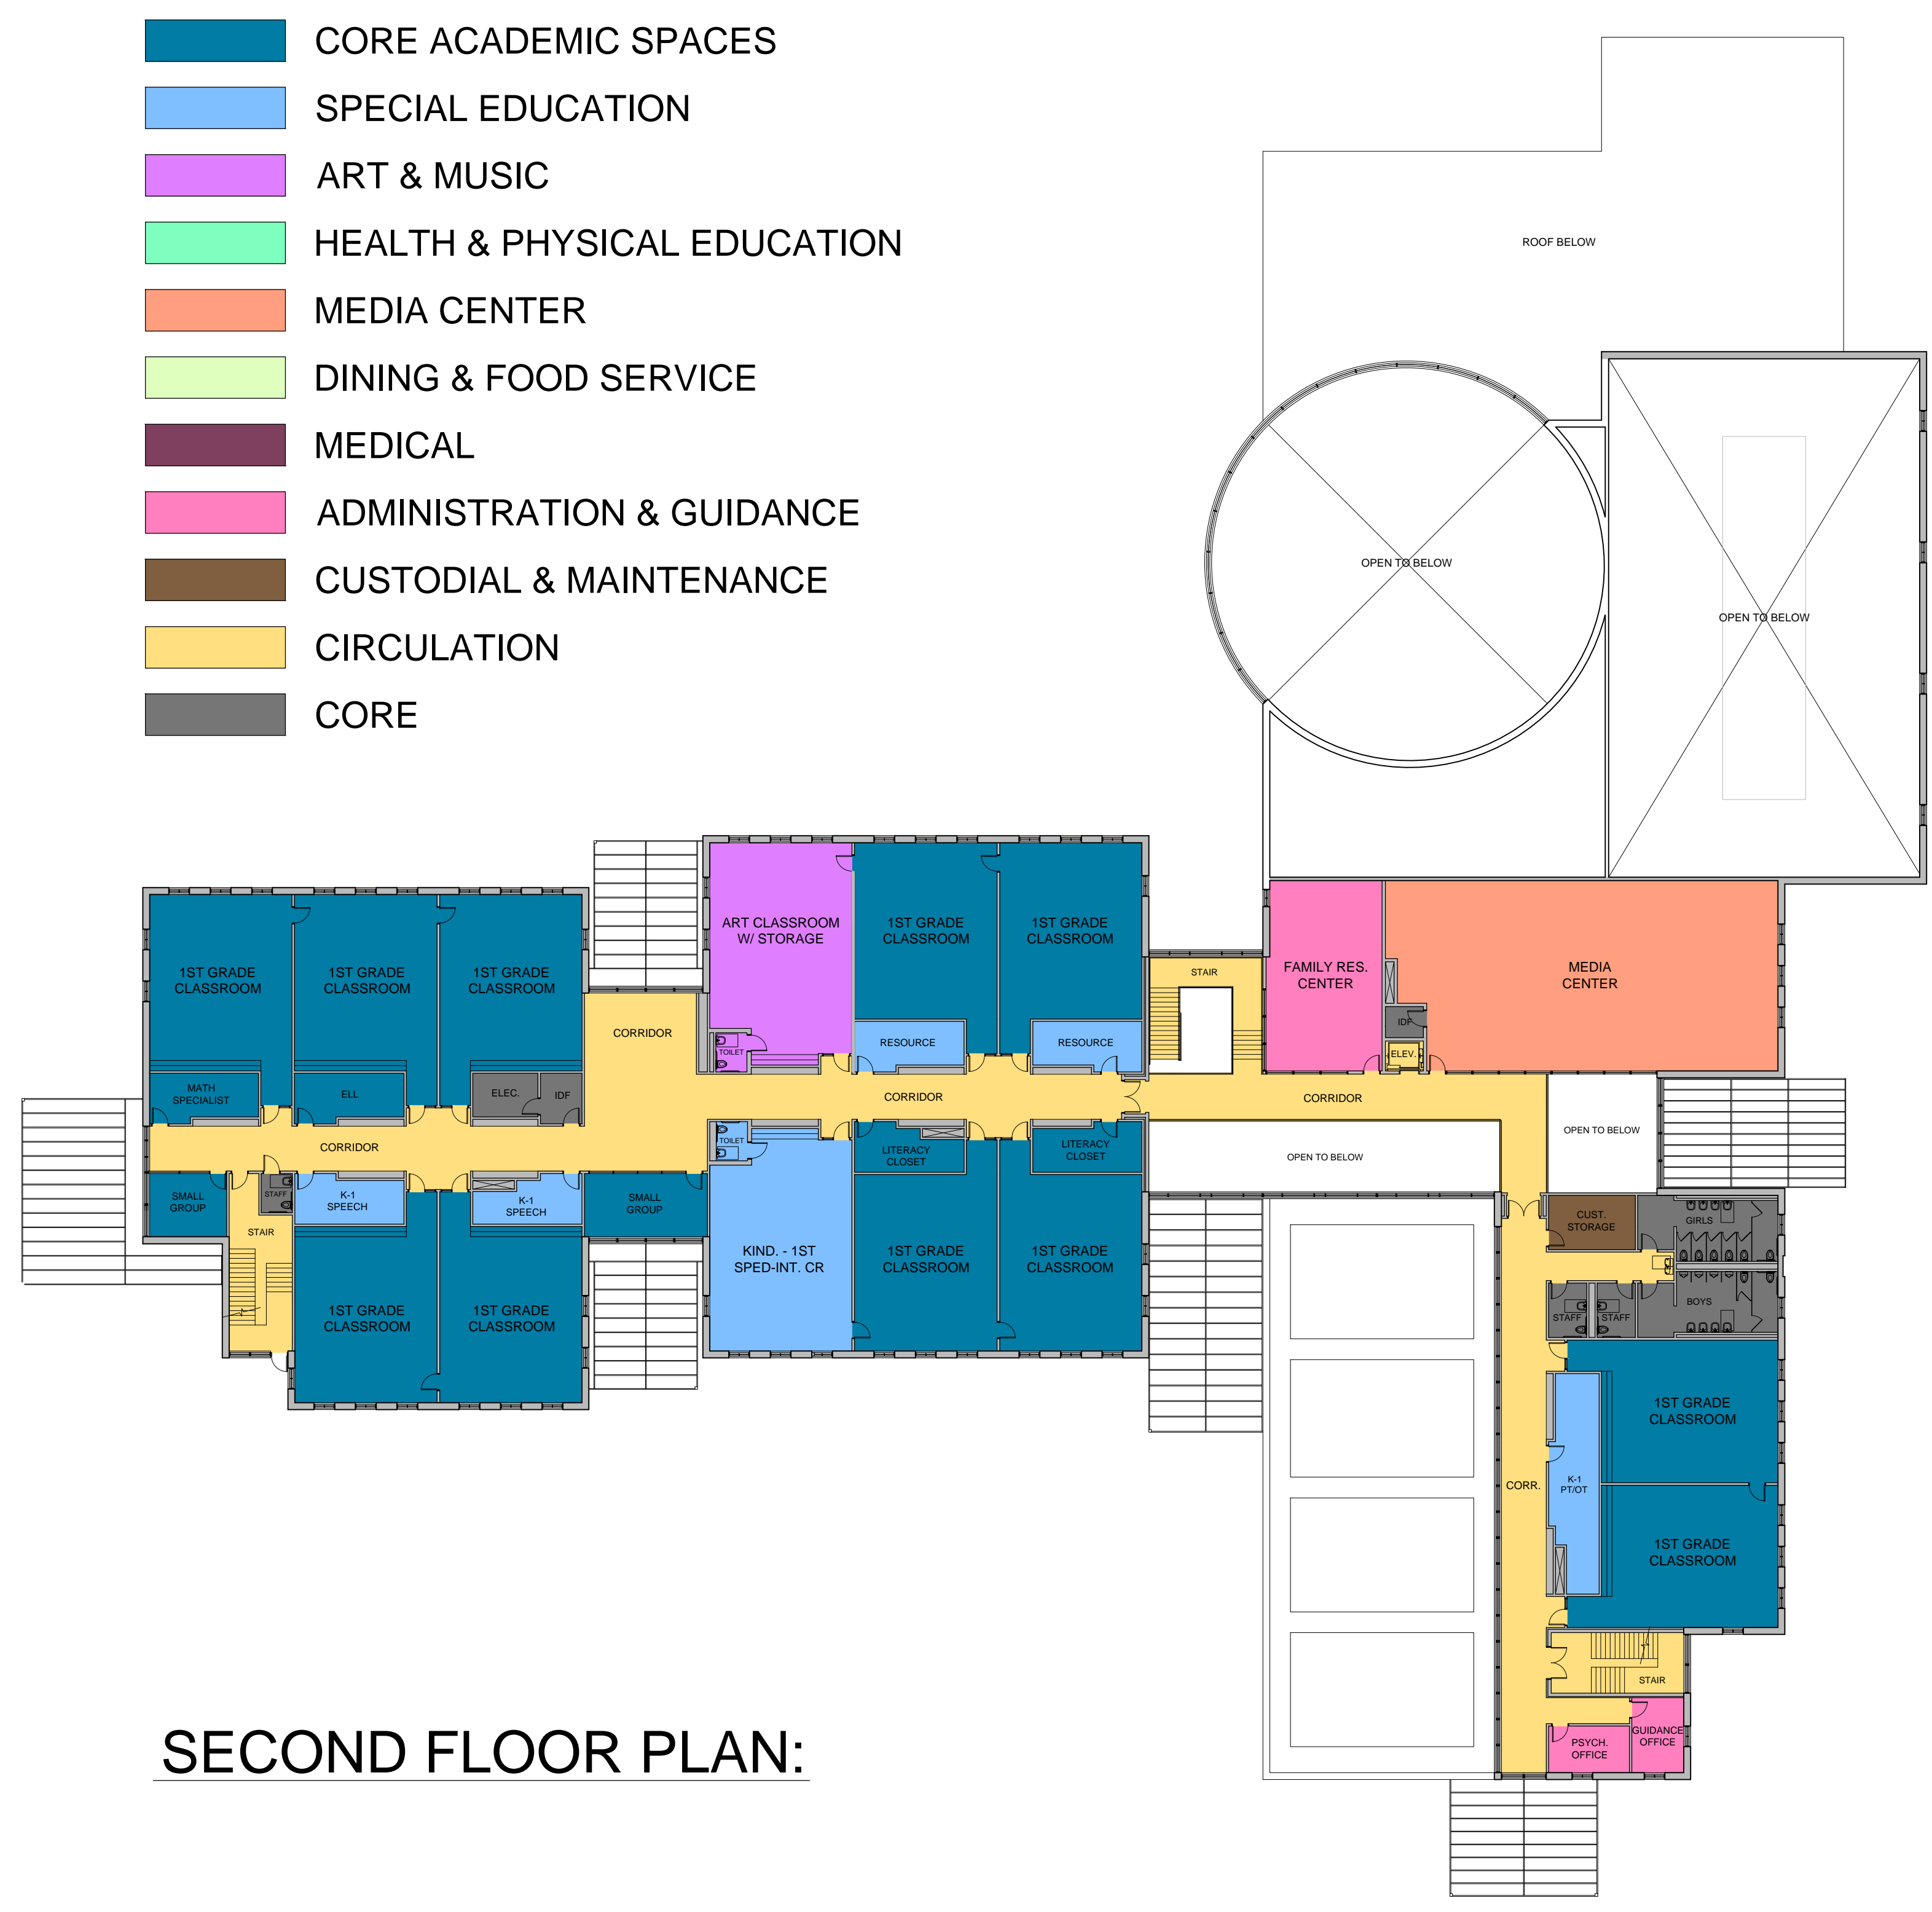 CORE ACADEMIC SPACES
SPECIAL EDUCATION
ART & MUSIC
HEALTH & PHYSICAL EDUCATION
MEDIA CENTER
DINING & FOOD SERVICE
MEDICAL
ADMINISTRATION & GUIDANCE
CUSTODIAL & MAINTENANCE
CIRCULATION
CORE
ROOF BELOW
OPEN TO BELOW
OPEN TO BELOW
1ST GRADE
CLASSROOM
1ST GRADE
CLASSROOM
1ST GRADE
CLASSROOM
MATH
SPECIALIST
ELL
ELEC.
IDF
CORRIDOR
CORRIDOR
SMALL
GROUP
STAFF
STAIR
K-1
SPEECH
K-1
SPEECH
SMALL
GROUP
1ST GRADE
CLASSROOM
1ST GRADE
CLASSROOM
ART CLASSROOM
W/ STORAGE
1ST GRADE
CLASSROOM
1ST GRADE
CLASSROOM
TOILET
RESOURCE
RESOURCE
CORRIDOR
TOILET
LITERACY
CLOSET
LITERACY
CLOSET
KIND. - 1ST
SPED-INT. CR
1ST GRADE
CLASSROOM
1ST GRADE
CLASSROOM
STAIR
FAMILY RES.
CENTER
MEDIA
CENTER
IDF
ELEV.
CORRIDOR
OPEN TO BELOW
OPEN TO BELOW
CUST.
STORAGE
GIRLS
BOYS
STAFF
STAFF
1ST GRADE
CLASSROOM
K-1
PT/OT
CORR.
1ST GRADE
CLASSROOM
STAIR
PSYCH.
OFFICE
GUIDANCE
OFFICE
SECOND FLOOR PLAN: